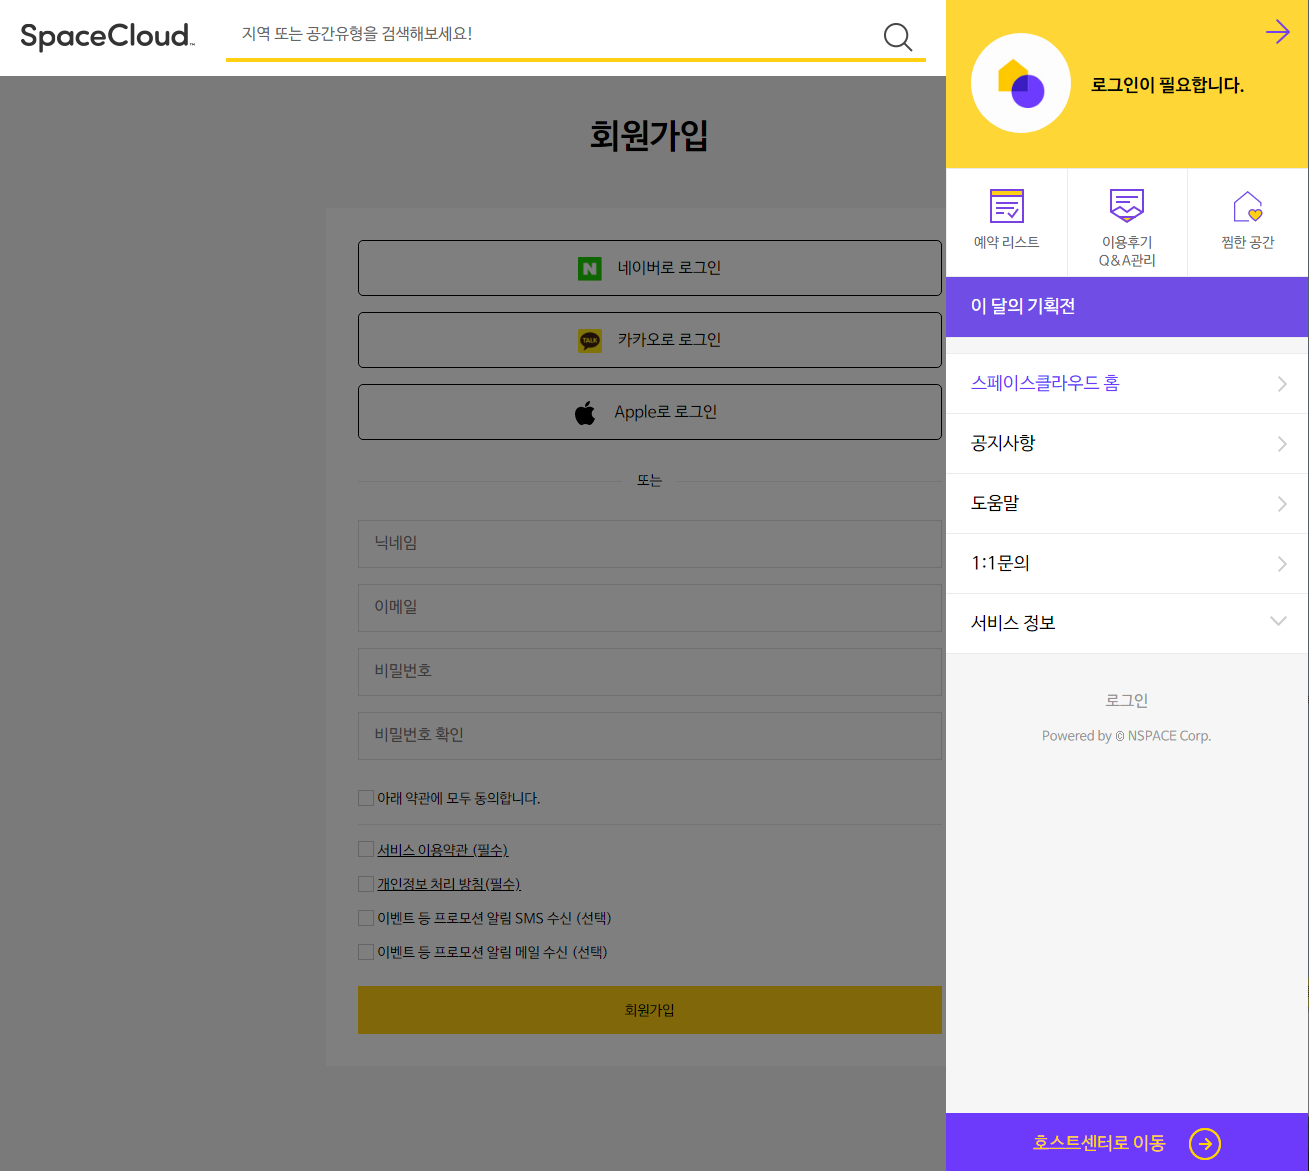 SpaceCloud™
지역 또는 공간유형을 검색해보세요!
회원가입
네이버로 로그인
TALK
카카오로 로그인
Apple로 로그인
또는
닉네임
이메일
비밀번호
비밀번호 확인
아래 약관에 모두 동의합니다.
서비스 이용약관 (필수)
개인정보 처리 방침(필수)
이벤트 등 프로모션 알림 SMS 수신 (선택)
이벤트 등 프로모션 알림 메일 수신 (선택)
회원가입
로그인이 필요합니다.
예약 리스트
이용후기
Q&A관리
찜한 공간
이 달의 기획전
스페이스클라우드 홈
공지사항
도움말
1:1문의
서비스 정보
로그인
Powered by © NSPACE Corp.
호스트센터로 이동